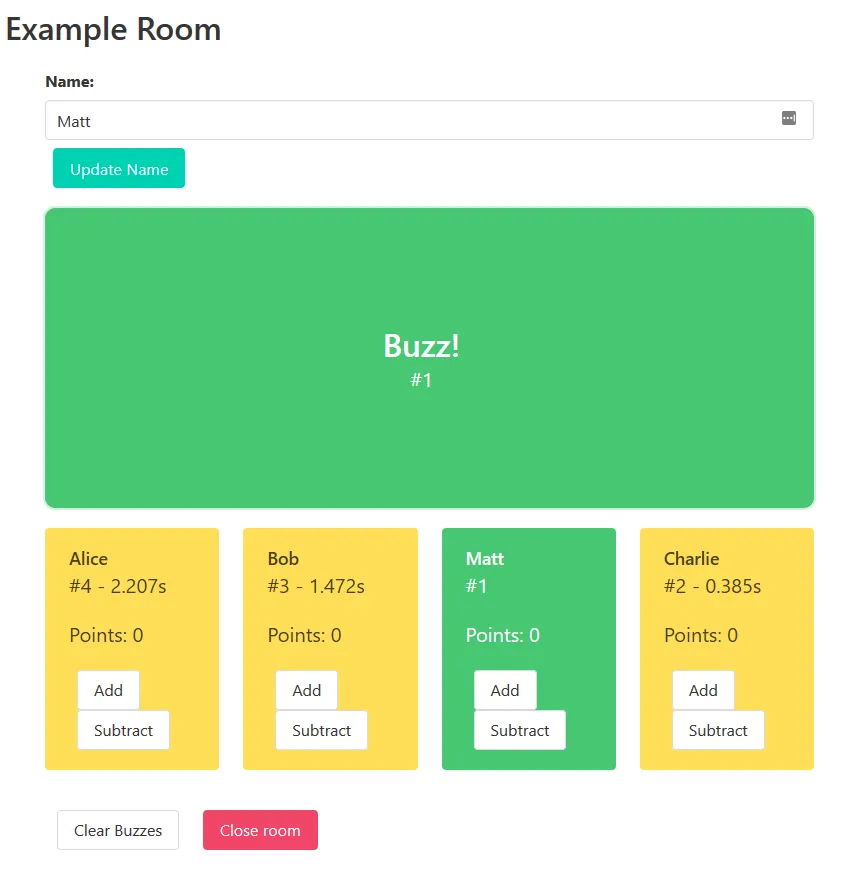 Example Room
Name:
Matt
Update Name
Buzz!
#1
Alice
#4 - 2.207s
Points: 0
Add
Subtract
Bob
#3 - 1.472s
Points: 0
Add
Subtract
Matt
#1
Points: 0
Add
Subtract
Charlie
#2 - 0.385s
Points: 0
Add
Subtract
Clear Buzzes
Close room